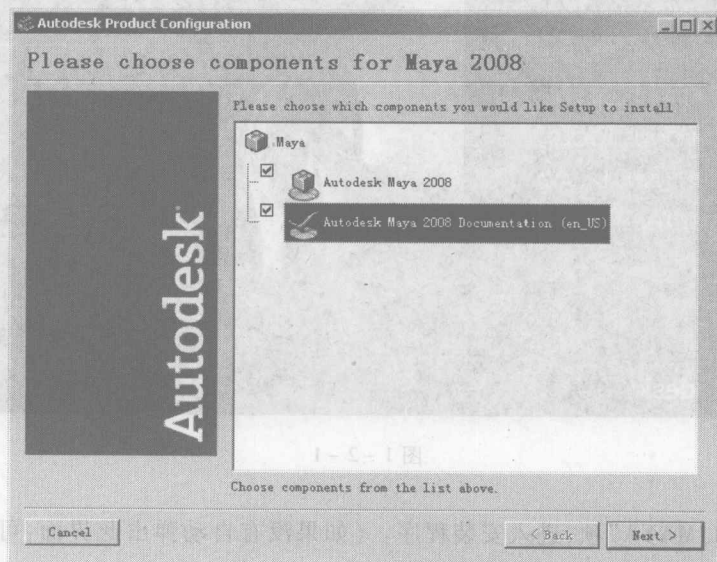 Autodesk Product Configuration
Please choose components for Maya 2008
Please choose which components you would like Setup to install
Maya
Autodesk Maya 2008
Autodesk Maya 2008 Documentation (en_US)
Autodesk
图 1-2-1
Choose components from the list above.
Cancel
< Back
Next >